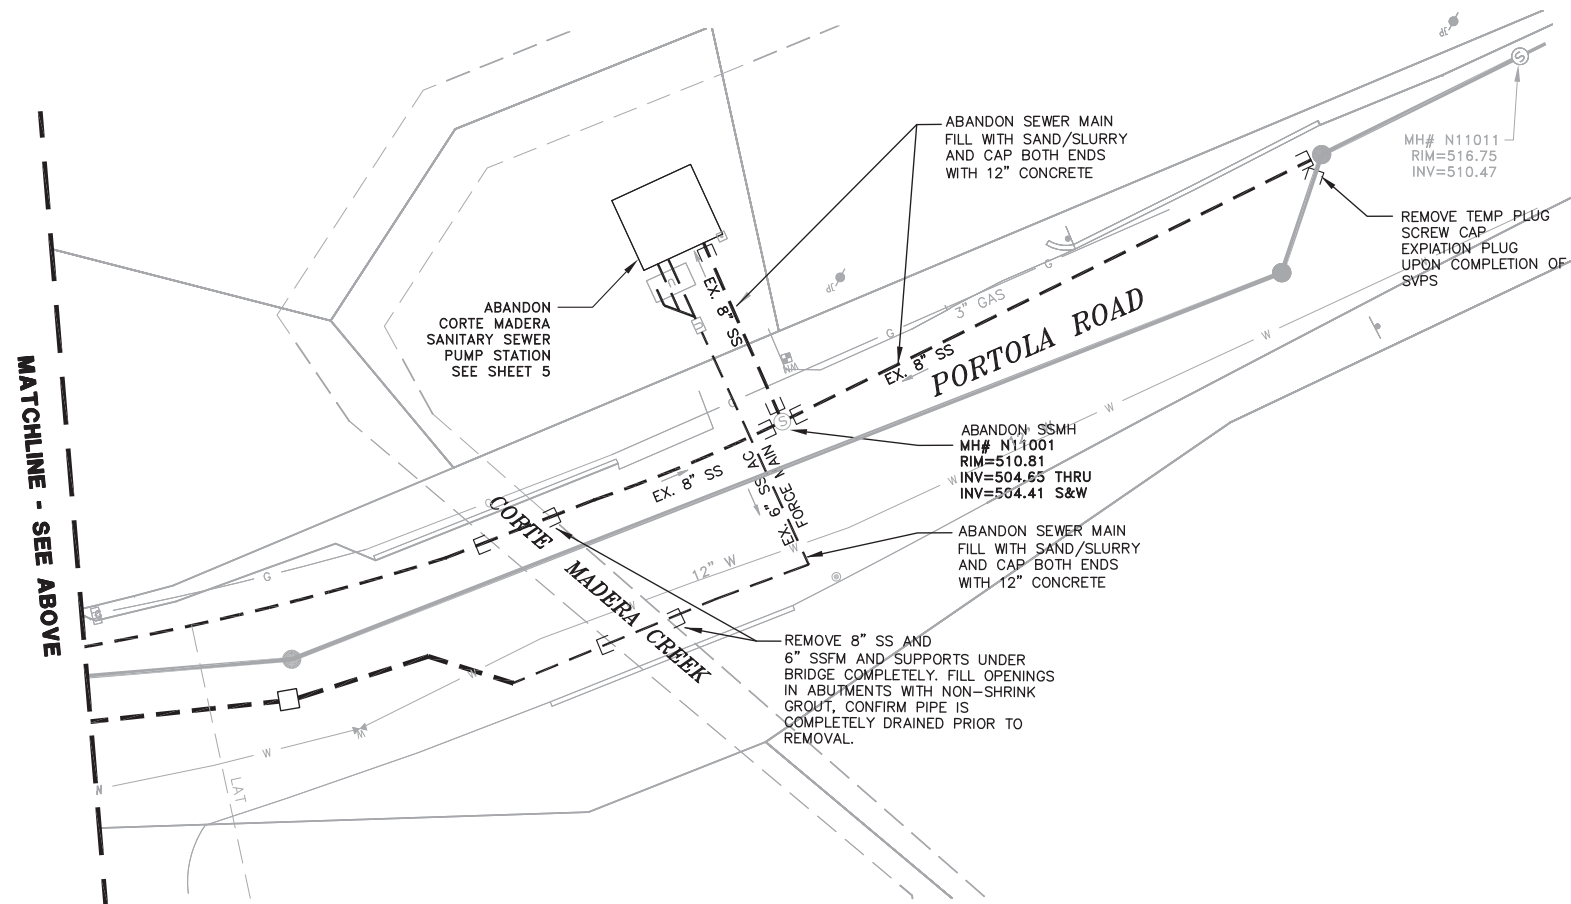 JP
ABANDON SEWER MAIN
FILL WITH SAND/SLURRY
AND CAP BOTH ENDS
WITH 12" CONCRETE
MH# N11011
RIM=516.75
INV=510.47
REMOVE TEMP PLUG
SCREW CAP
EXPIATION PLUG
UPON COMPLETION OF
SVPS
JP
S
ABANDON
CORTE MADERA
SANITARY SEWER
PUMP STATION
SEE SHEET 5
EX. 8" SS
G
3" GAS
G
PORTOLA ROAD
EX. 8" SS
W
WV
G
W
S
ABANDON SSMH
MH# N11001
RIM=510.81
INV=504.65 THRU
INV=504.41 S&W
MATCHLINE - SEE ABOVE
EX. 8" SS
EX. 6" SS AC
FORCE MAIN
W
G
CORTE MADERA CREEK
ABANDON SEWER MAIN
FILL WITH SAND/SLURRY
AND CAP BOTH ENDS
WITH 12" CONCRETE
12" W
W
G
REMOVE 8" SS AND
6" SSFM AND SUPPORTS UNDER
BRIDGE COMPLETELY. FILL OPENINGS
IN ABUTMENTS WITH NON-SHRINK
GROUT, CONFIRM PIPE IS
COMPLETELY DRAINED PRIOR TO
REMOVAL.
W
W
LAT